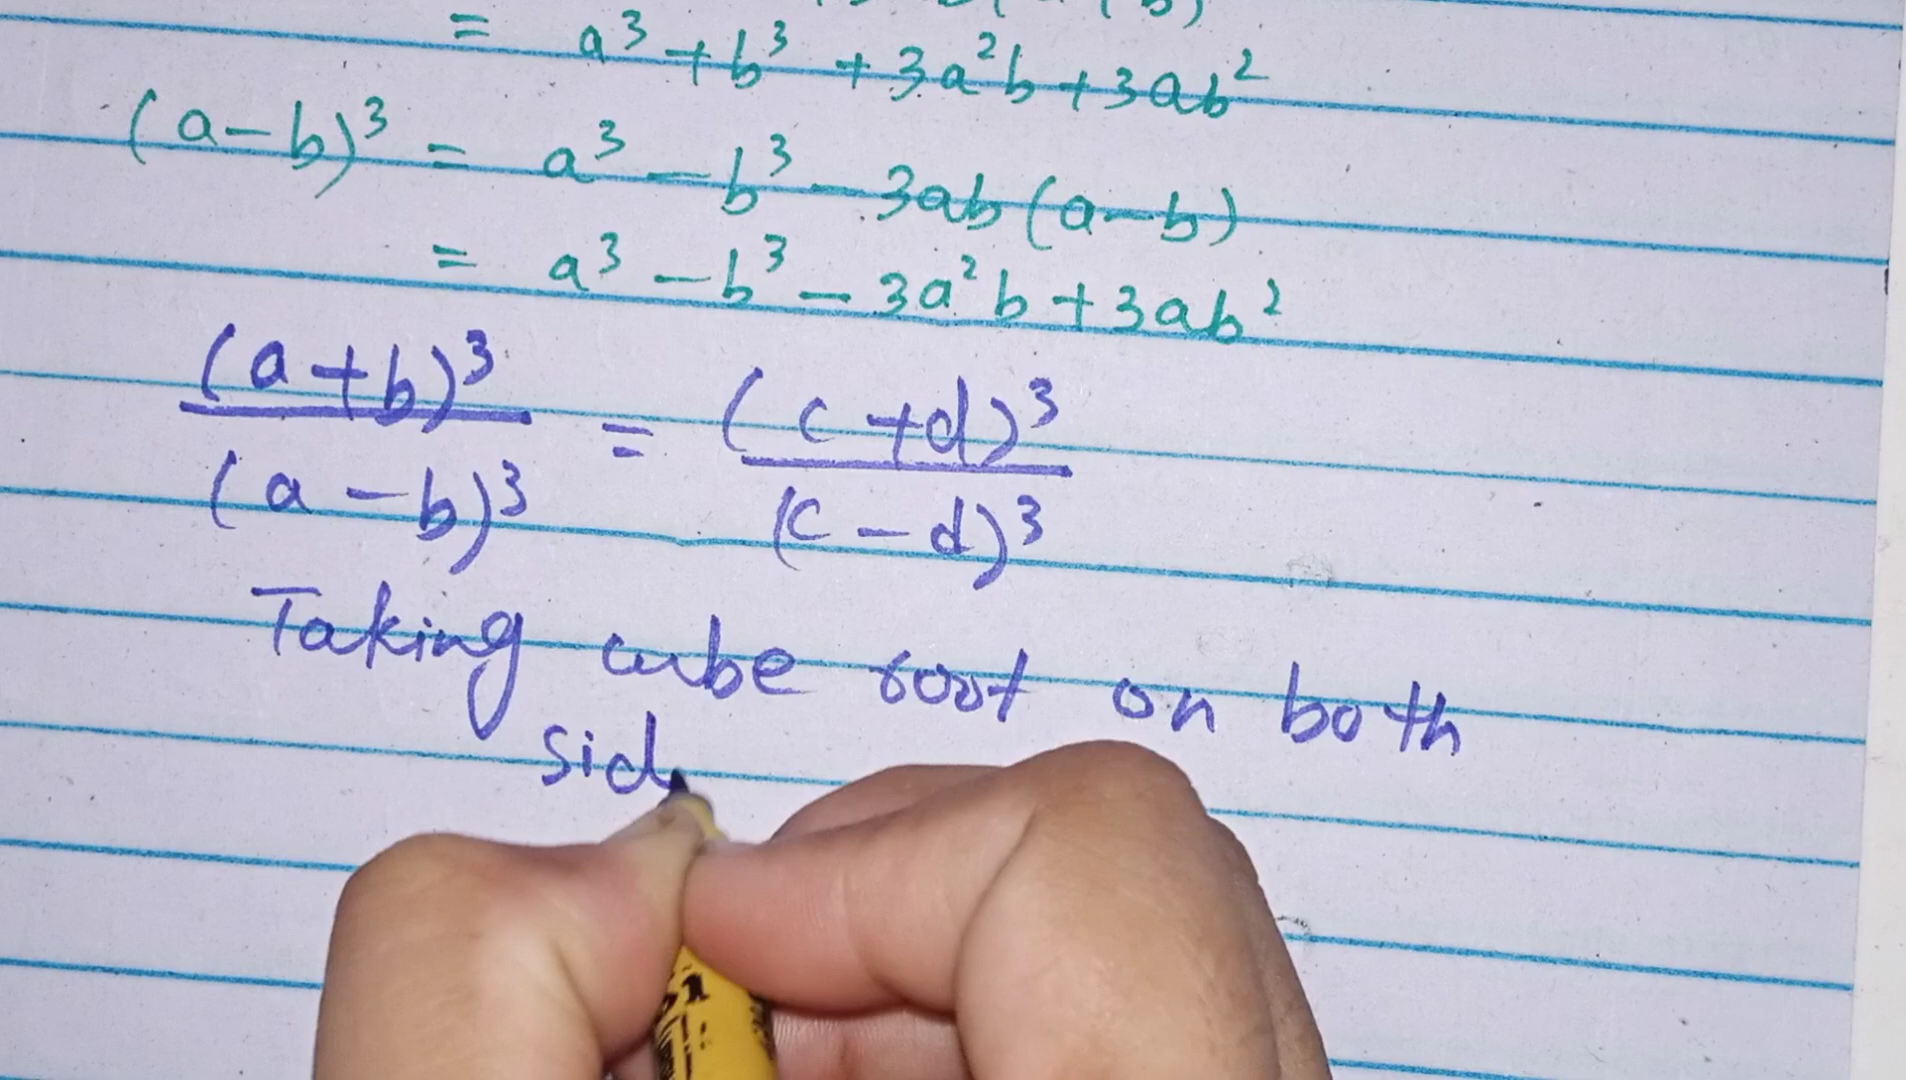 = a³ + b³ + 3a²b + 3ab²
(a - b)³ = a³ - b³ - 3ab (a - b)
= a³ - b³ - 3a²b + 3ab²
(a + b)³ / (a - b)³ = (c + d)³ / (c - d)³
Taking cube root on both
sid